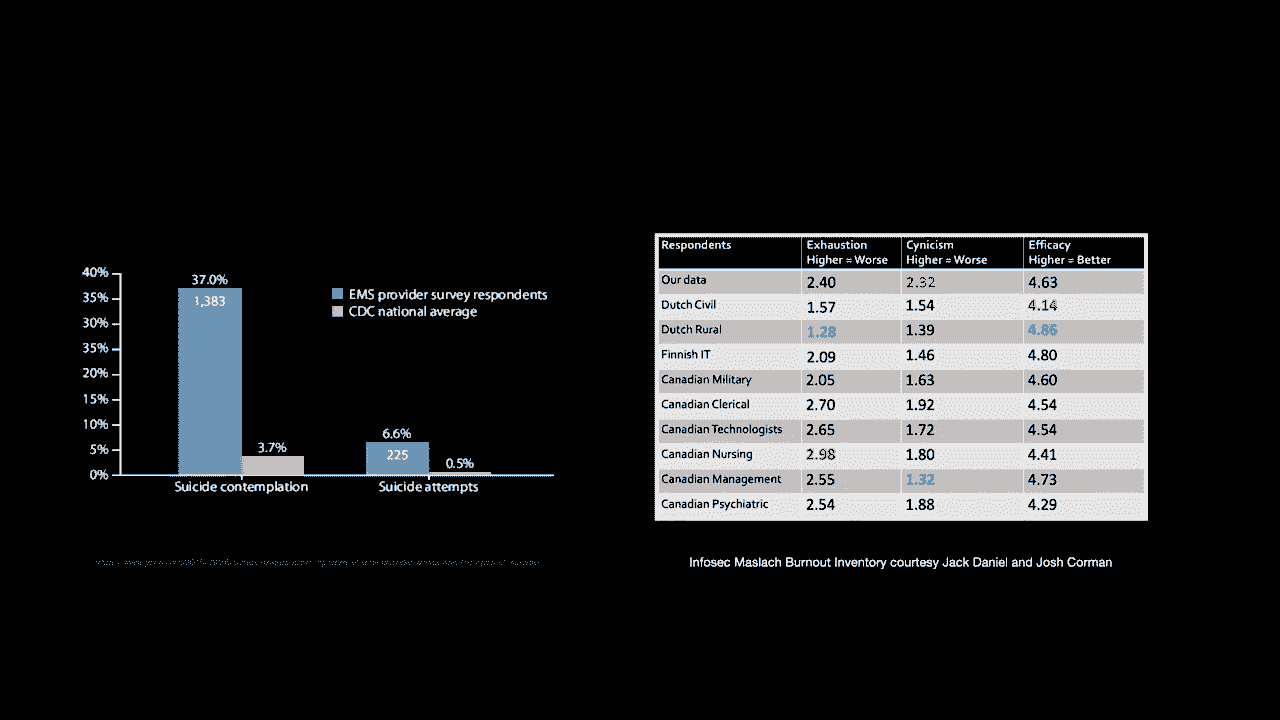 40%
35%
30%
35%
20%
15%
10%
5%
0%
37.0%
1,383
3.7%
6.6%
225
0.5%
Suicide contemplation
Suicide attempts
EMS provider survey respondents
CDC national average
Respondents Exhaustion Higher = Worse Cynicism Higher = Worse Efficacy Higher = Better
Our data 2.40 2.32 4.63
Dutch Civil 1.57 1.54 4.14
Dutch Rural 1.28 1.39 4.86
Finnish IT 2.09 1.46 4.80
Canadian Military 2.05 1.63 4.60
Canadian Clerical 2.70 1.92 4.54
Canadian Technologists 2.65 1.72 4.54
Canadian Nursing 2.98 1.80 4.41
Canadian Management 2.55 1.32 4.73
Canadian Psychiatric 2.54 1.88 4.29
Infosec Maslach Burnout Inventory courtesy Jack Daniel and Josh Corman